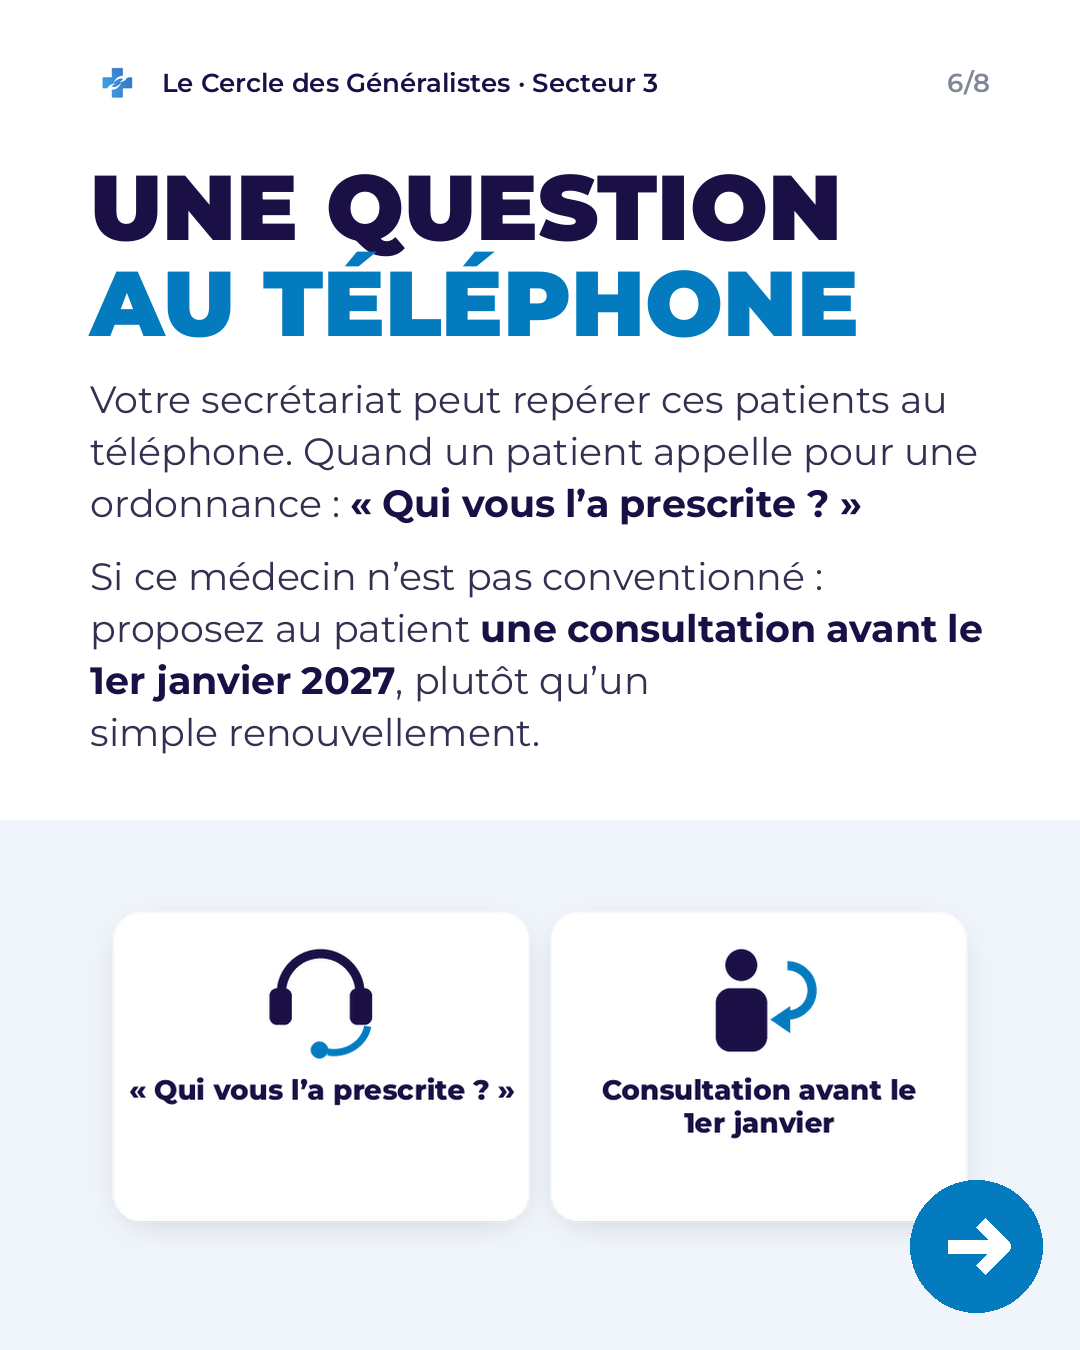 Le Cercle des Généralistes · Secteur 3
6/8
UNE QUESTION
AU TÉLÉPHONE
Votre secrétariat peut repérer ces patients au
téléphone. Quand un patient appelle pour une
ordonnance : « Qui vous l’a prescrite ? »
Si ce médecin n’est pas conventionné :
proposez au patient une consultation avant le
1er janvier 2027, plutôt qu’un
simple renouvellement.
« Qui vous l’a prescrite ? »
Consultation avant le
1er janvier